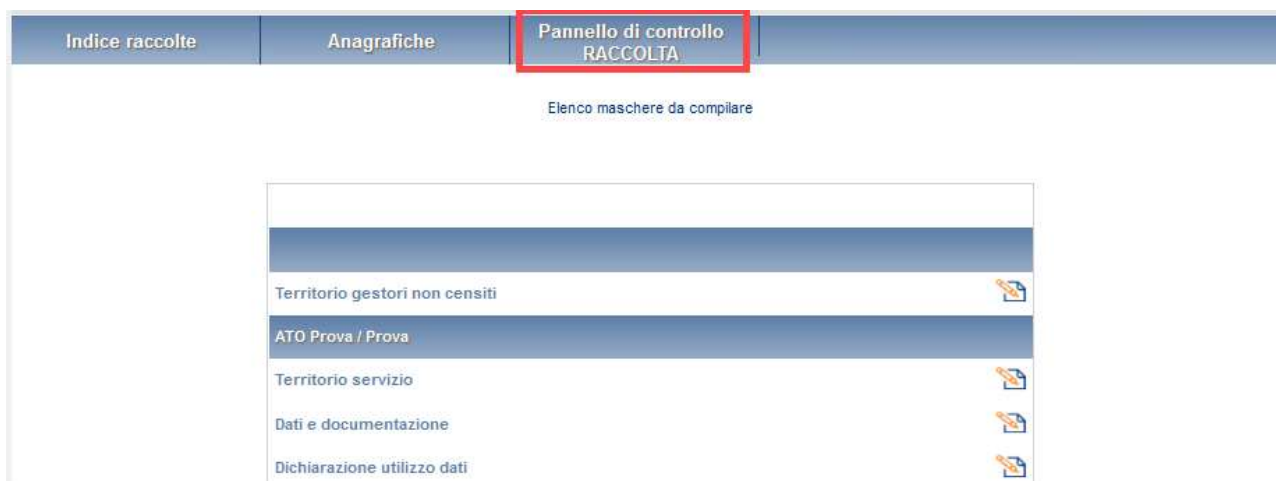 Indice raccolte
Anagrafiche
Pannello di controllo
RACCOLTA
Elenco maschere da compilare
Territorio gestori non censiti
ATO Prova / Prova
Territorio servizio
Dati e documentazione
Dichiarazione utilizzo dati